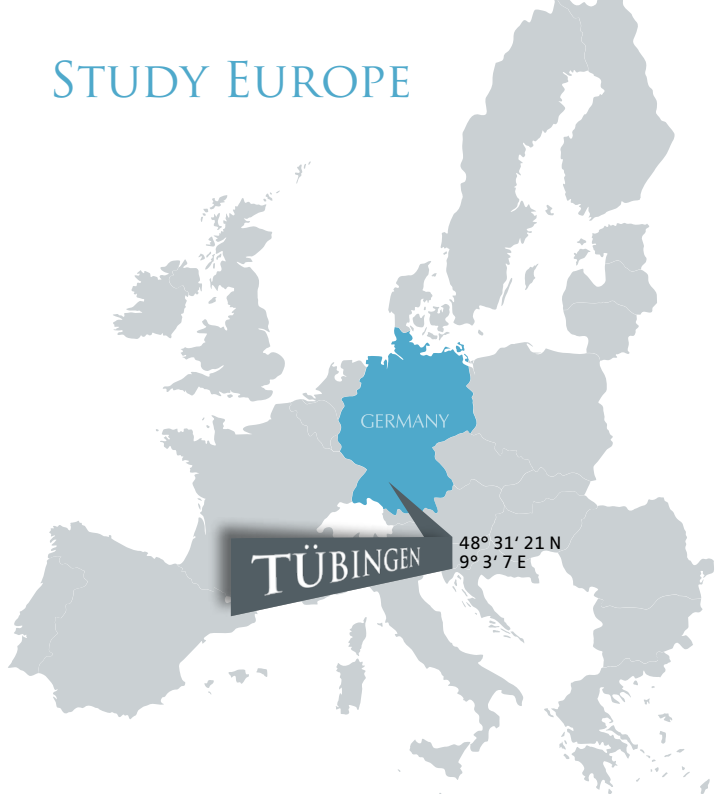 STUDY EUROPE
GERMANY
TÜBINGEN
48° 31‘ 21 N
9° 3‘ 7 E